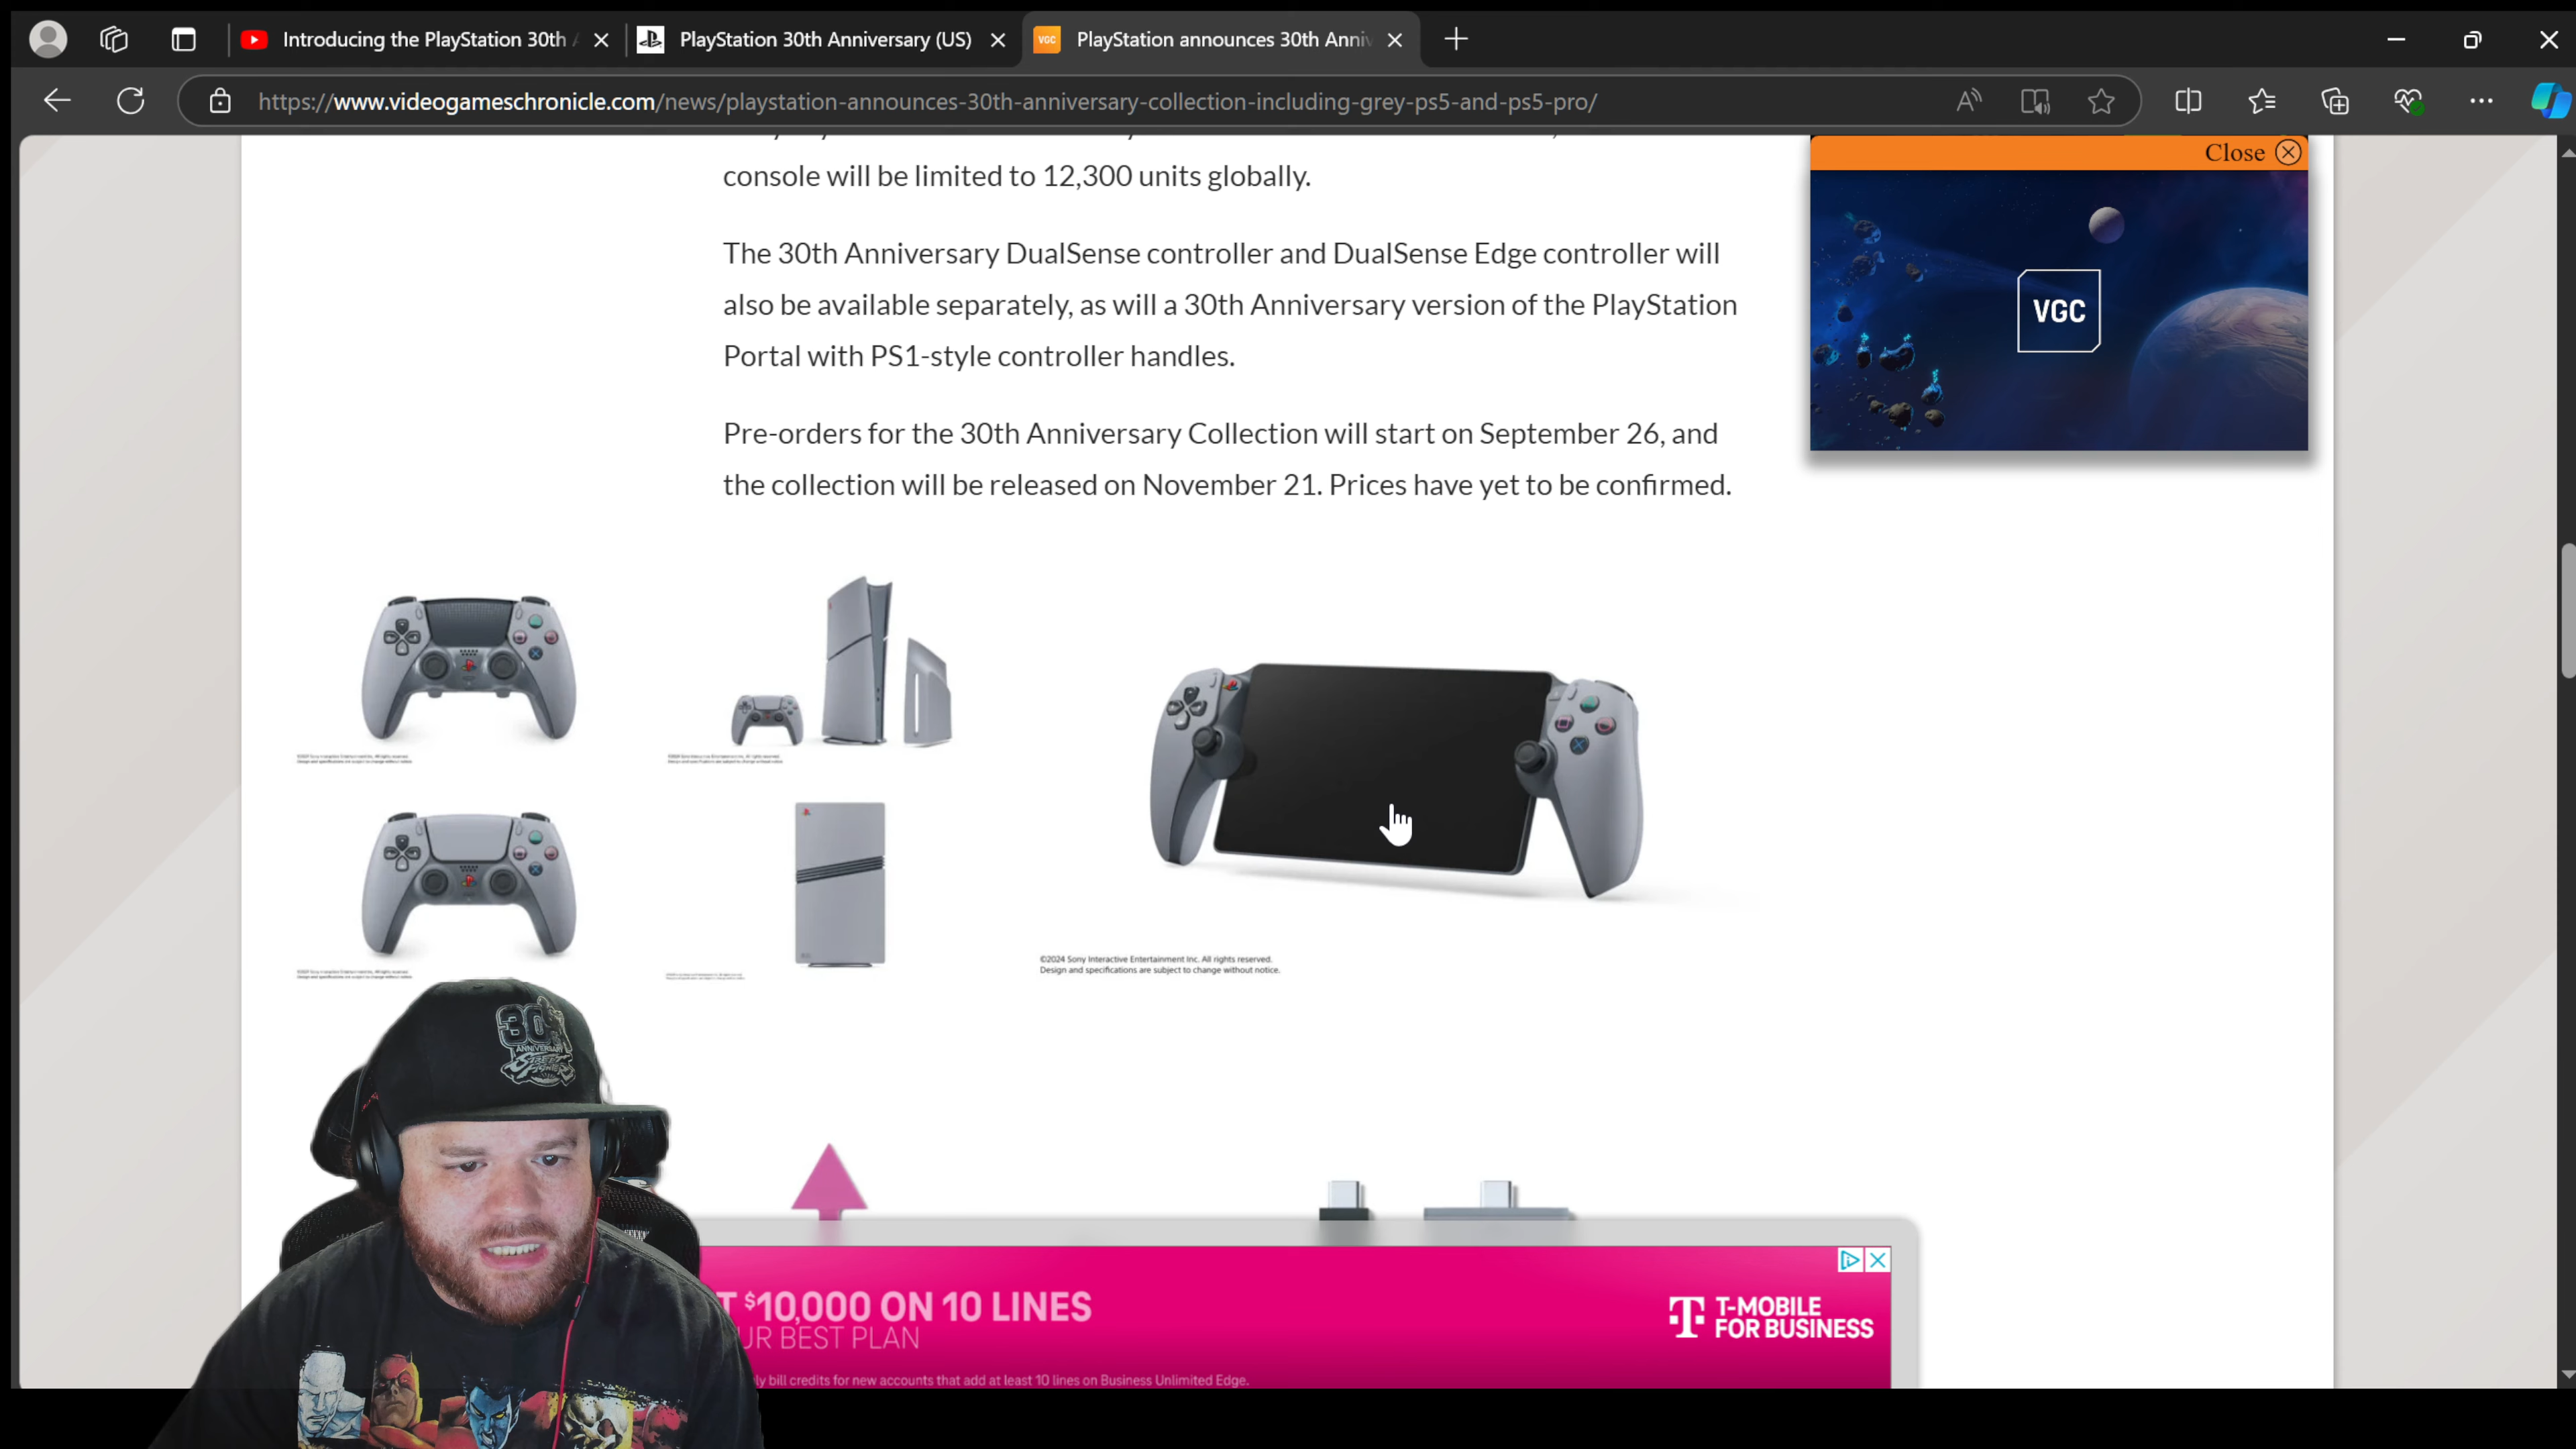 Introducing the PlayStation 30th
PlayStation 30th Anniversary (US)
VGC
PlayStation announces 30th Anniv
https://www.videogameschronicle.com/news/playstation-announces-30th-anniversary-collection-including-grey-ps5-and-ps5-pro/
console will be limited to 12,300 units globally.
The 30th Anniversary DualSense controller and DualSense Edge controller will
also be available separately, as will a 30th Anniversary version of the PlayStation
Portal with PS1-style controller handles.
Pre-orders for the 30th Anniversary Collection will start on September 26, and
the collection will be released on November 21. Prices have yet to be confirmed.
Close
VGC
©2024 Sony Interactive Entertainment Inc. All rights reserved.
Design and specifications are subject to change without notice.
30
ANNIVERSARY
STREET
FIGHTER
T $10,000 ON 10 LINES
UR BEST PLAN
ly bill credits for new accounts that add at least 10 lines on Business Unlimited Edge.
T-MOBILE
FOR BUSINESS